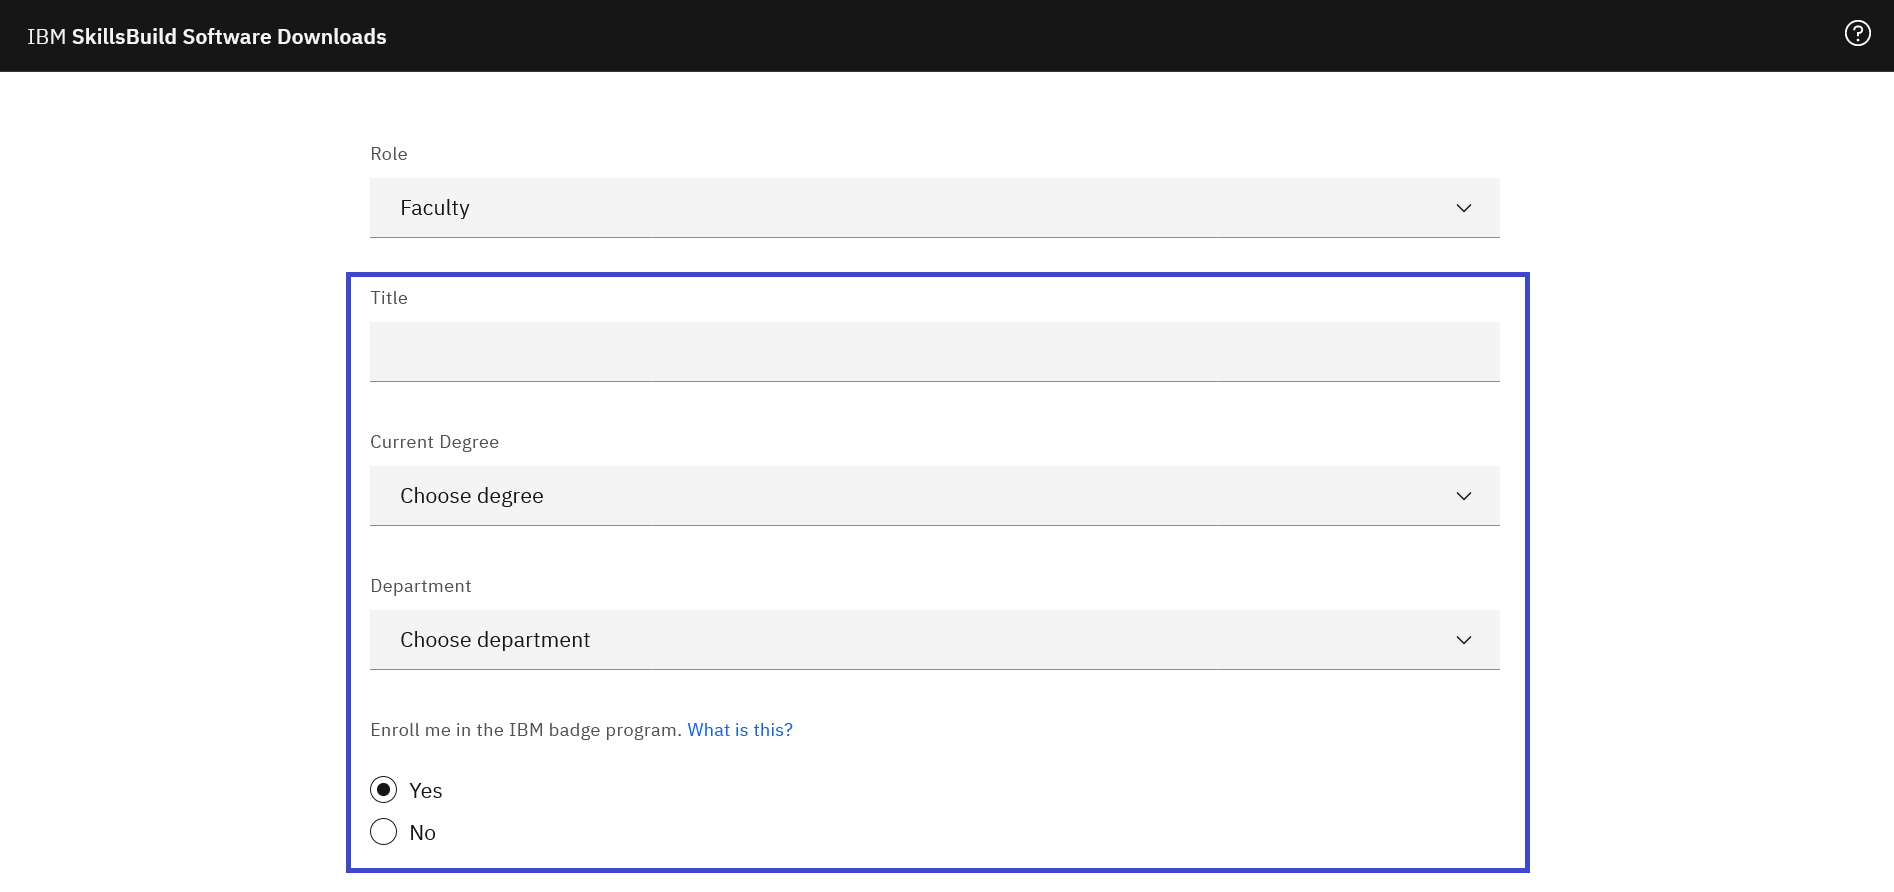 IBM SkillsBuild Software Downloads
Role
Faculty
Title
Current Degree
Choose degree
Department
Choose department
Enroll me in the IBM badge program. What is this?
Yes
No